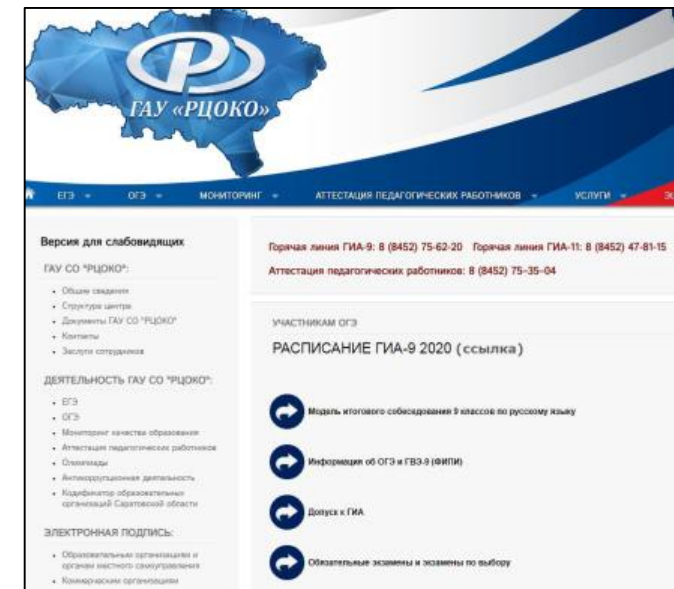 ГАУ «РЦОКО»
ЕГЭ ОГЭ МОНИТОРИНГ АТТЕСТАЦИЯ ПЕДАГОГИЧЕСКИХ РАБОТНИКОВ УСЛУГИ
Версия для слабовидящих
ГАУ СО "РЦОКО":
Общие сведения
Структура центра
Документы ГАУ СО "РЦОКО"
Контакты
Заслуги сотрудников
ДЕЯТЕЛЬНОСТЬ ГАУ СО "РЦОКО":
ЕГЭ
ОГЭ
Мониторинг качества образования
Аттестация педагогических работников
Олимпиады
Антикоррупционная деятельность
Кодификатор образовательных
организаций Саратовской области
ЭЛЕКТРОННАЯ ПОДПИСЬ:
Образовательным организациям и
органам местного самоуправления
Коммерческим организациям
Горячая линия ГИА-9: 8 (8452) 75-62-20 Горячая линия ГИА-11: 8 (8452) 47-81-15
Аттестация педагогических работников: 8 (8452) 75-35-04
УЧАСТНИКАМ ОГЭ
РАСПИСАНИЕ ГИА-9 2020 (ссылка)
Модель итогового собеседования 9 классов по русскому языку
Информация об ОГЭ и ГВЭ-9 (ФИПИ)
Допуск к ГИА
Обязательные экзамены и экзамены по выбору